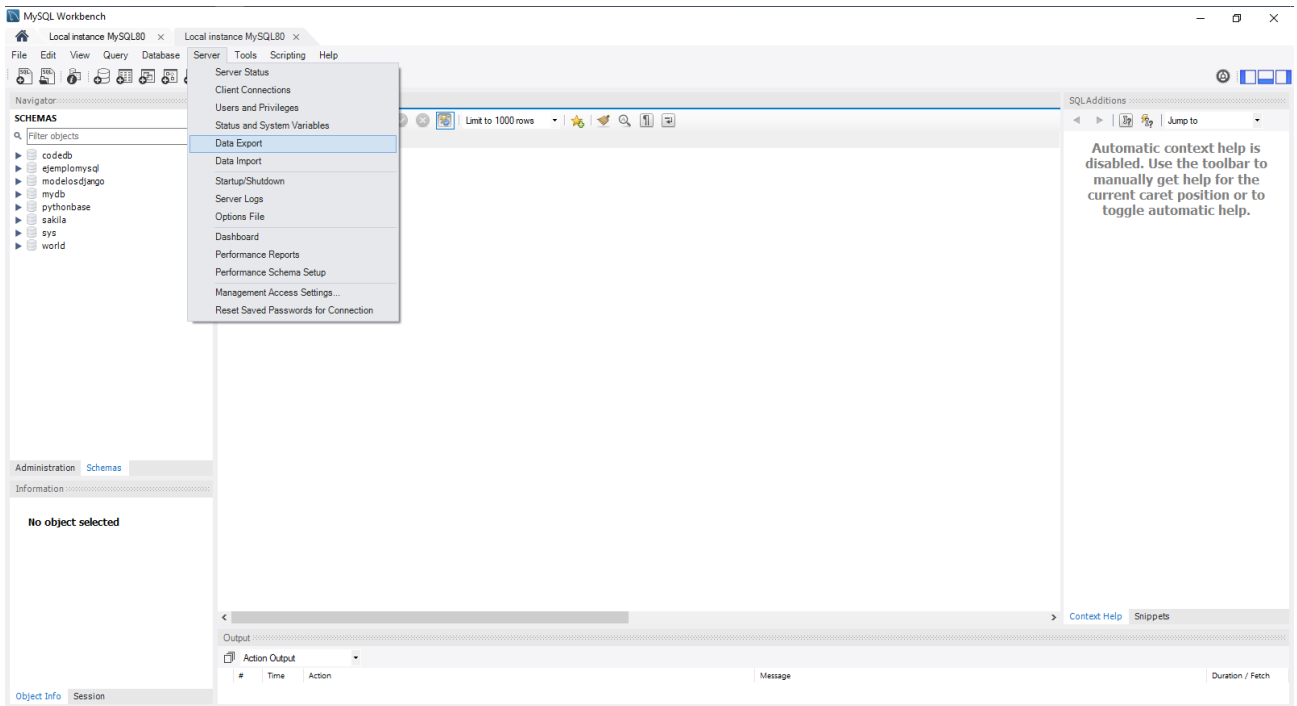 MySQL Workbench
Local instance MySQL80 × Local instance MySQL80 ×
File Edit View Query Database Server Tools Scripting Help
Navigator
SCHEMAS
Filter objects
codedb
ejemplomysql
modelosdjango
mydb
pythonbase
sakila
sys
world
Administration Schemas
Information
No object selected
Object Info Session
Server Status
Client Connections
Users and Privileges
Status and System Variables
Data Export
Data Import
Startup/Shutdown
Server Logs
Options File
Dashboard
Performance Reports
Performance Schema Setup
Management Access Settings...
Reset Saved Passwords for Connection
Limit to 1000 rows
Output
Action Output
# Time Action Message Duration / Fetch
SQLAdditions
Jump to
Automatic context help is
disabled. Use the toolbar to
manually get help for the
current caret position or to
toggle automatic help.
Context Help Snippets